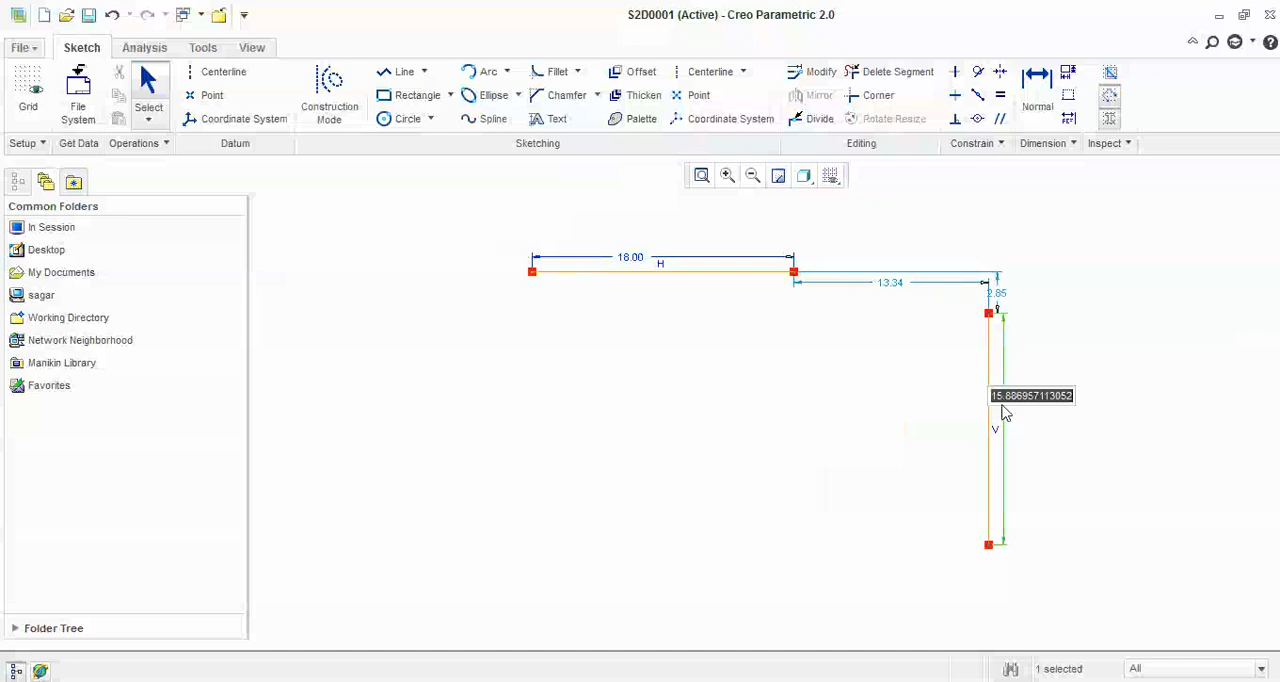 S2D0001 (Active) - Creo Parametric 2.0
File Sketch Analysis Tools View
Grid
File System
Select
Centerline
Point
Coordinate System
Construction Mode
Line Arc Fillet Offset Centerline
Rectangle Ellipse Chamfer Thicken Point
Circle Spline Text Palette Coordinate System
Modify Delete Segment
Mirror Corner
Divide Rotate Resize
Normal
Setup Get Data Operations Datum Sketching Editing Constrain Dimension Inspect
Common Folders
In Session
Desktop
My Documents
sagar
Working Directory
Network Neighborhood
Manikin Library
Favorites
18.00
H
13.34
2.85
15.886957113052
V
Folder Tree
1 selected
All